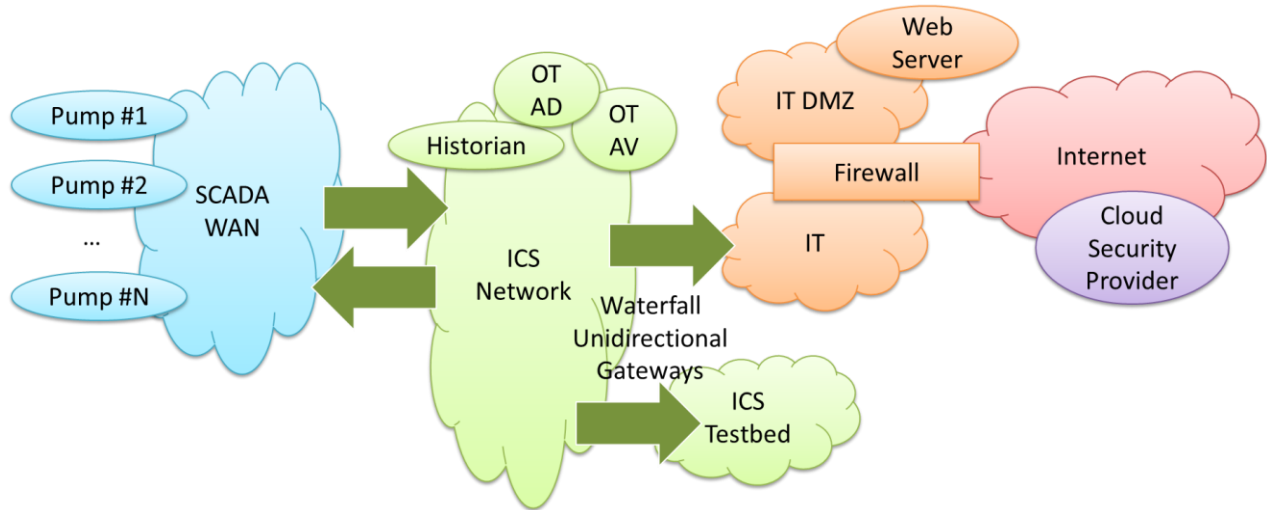 Pump #1
Pump #2
...
Pump #N
SCADA
WAN
Historian
OT
AD
OT
AV
ICS
Network
Waterfall
Unidirectional
Gateways
ICS
Testbed
Web
Server
IT DMZ
Firewall
IT
Internet
Cloud
Security
Provider